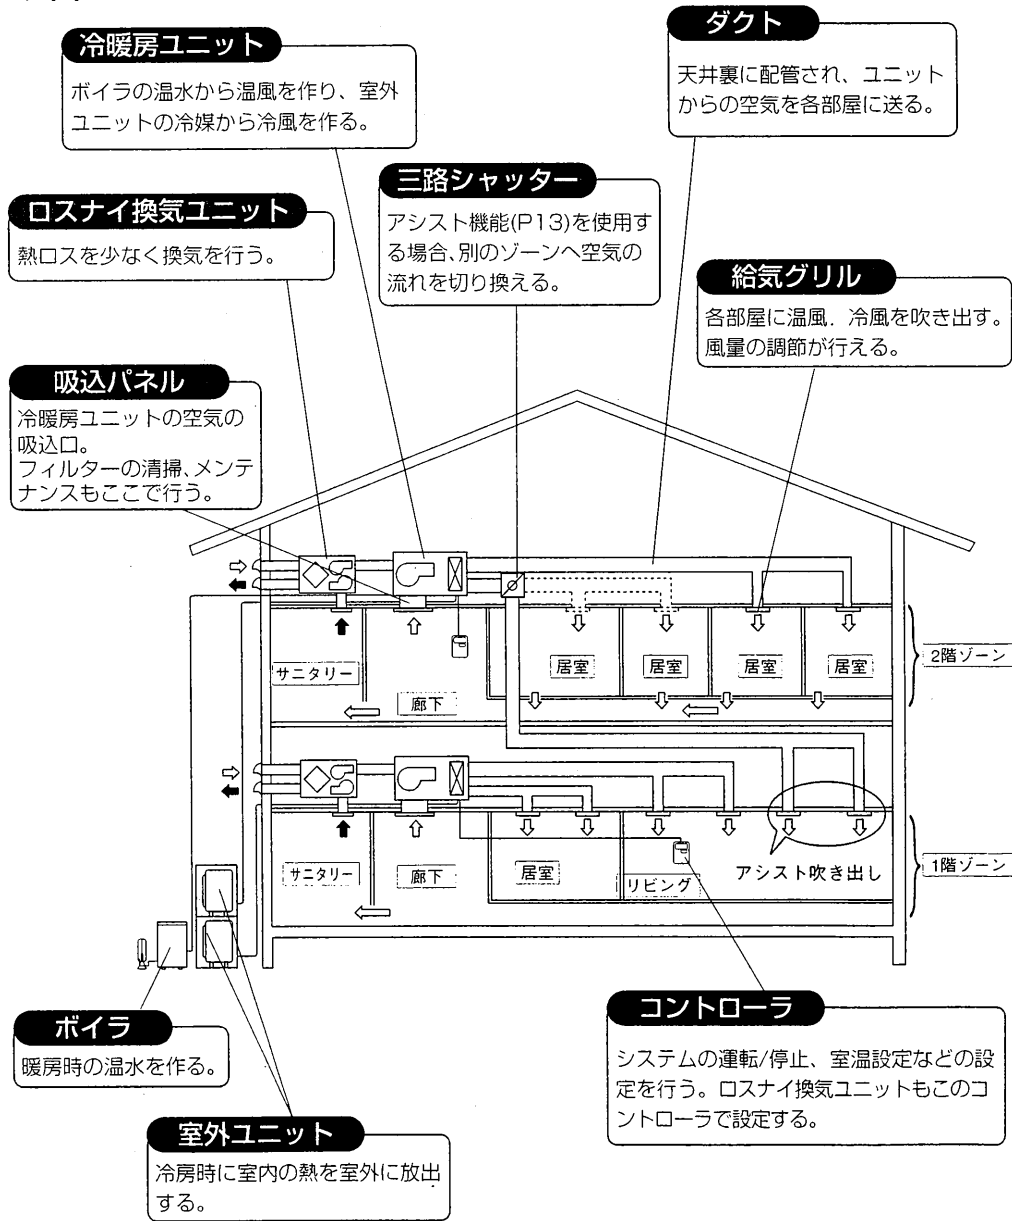 冷暖房ユニット
ボイラの温水から温風を作り、室外
ユニットの冷媒から冷風を作る。
ダクト
天井裏に配管され、ユニット
からの空気を各部屋に送る。
三路シャッター
アシスト機能(P13)を使用す
る場合、別のゾーンへ空気の
流れを切り換える。
ロスナイ換気ユニット
熱ロスを少なく換気を行う。
給気グリル
各部屋に温風．冷風を吹き出す。
風量の調節が行える。
吸込パネル
冷暖房ユニットの空気の
吸込口。
フィルターの清掃、メンテ
ナンスもここで行う。
サニタリー
廊下
居室
居室
居室
居室
2階ゾーン
サニタリー
廊下
居室
リビング
アシスト吹き出し
1階ゾーン
ボイラ
暖房時の温水を作る。
室外ユニット
冷房時に室内の熱を室外に放出
する。
コントローラ
システムの運転/停止、室温設定などの設
定を行う。ロスナイ換気ユニットもこのコ
ントローラで設定する。